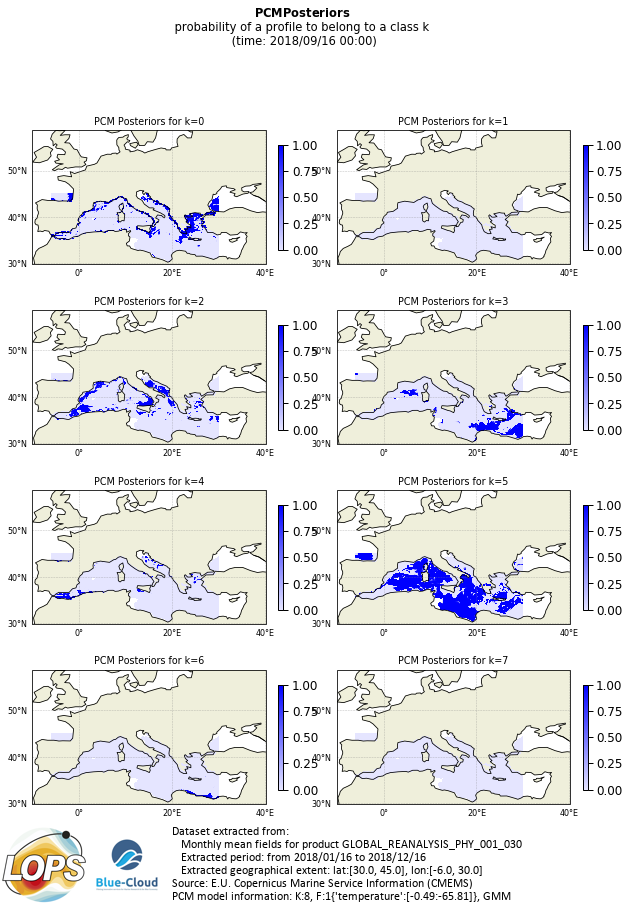 PCMPosteriors
probability of a profile to belong to a class k
(time: 2018/09/16 00:00)
PCM Posteriors for k=0
PCM Posteriors for k=1
50°N
40°N
30°N
0°
20°E
40°E
1.00
0.75
0.50
0.25
0.00
50°N
40°N
30°N
0°
20°E
40°E
1.00
0.75
0.50
0.25
0.00
PCM Posteriors for k=2
PCM Posteriors for k=3
50°N
40°N
30°N
0°
20°E
40°E
1.00
0.75
0.50
0.25
0.00
50°N
40°N
30°N
0°
20°E
40°E
1.00
0.75
0.50
0.25
0.00
PCM Posteriors for k=4
PCM Posteriors for k=5
50°N
40°N
30°N
0°
20°E
40°E
1.00
0.75
0.50
0.25
0.00
50°N
40°N
30°N
0°
20°E
40°E
1.00
0.75
0.50
0.25
0.00
PCM Posteriors for k=6
PCM Posteriors for k=7
50°N
40°N
30°N
0°
20°E
40°E
1.00
0.75
0.50
0.25
0.00
50°N
40°N
30°N
0°
20°E
40°E
1.00
0.75
0.50
0.25
0.00
LOPS
Blue-Cloud
Dataset extracted from:
Monthly mean fields for product GLOBAL_REANALYSIS_PHY_001_030
Extracted period: from 2018/01/16 to 2018/12/16
Extracted geographical extent: lat:[30.0, 45.0], lon:[-6.0, 30.0]
Source: E.U. Copernicus Marine Service Information (CMEMS)
PCM model information: K:8, F:1{'temperature':[-0.49:-65.81]}, GMM